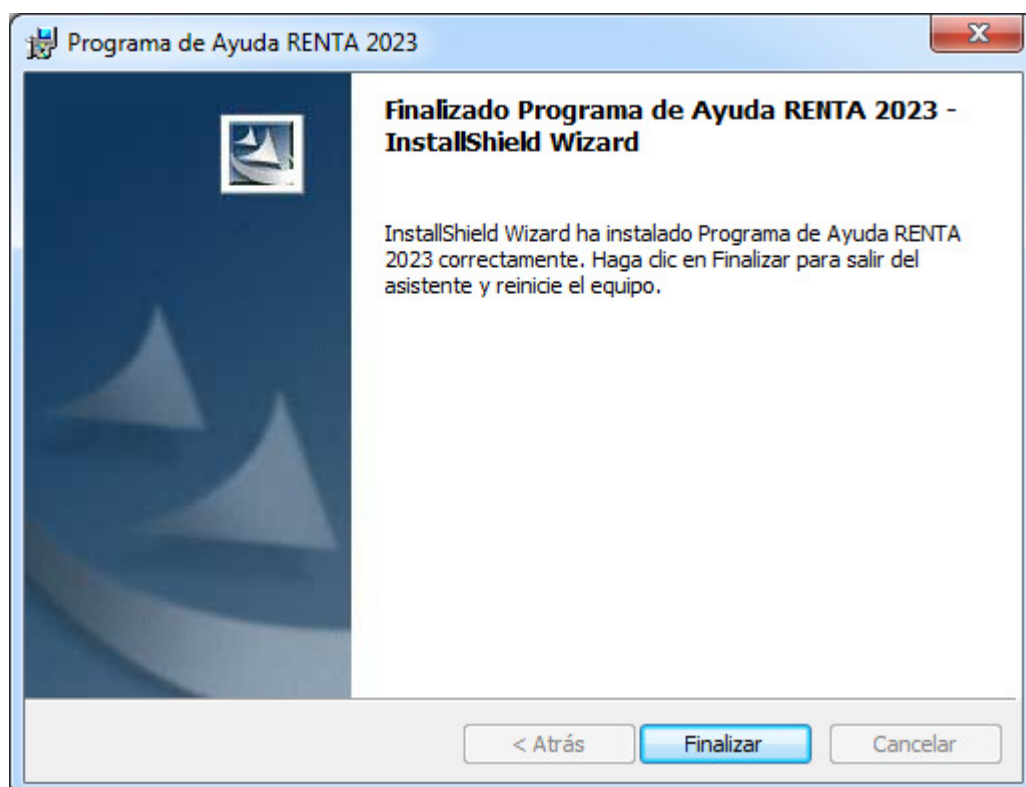 Programa de Ayuda RENTA 2023
Finalizado Programa de Ayuda RENTA 2023 -
InstallShield Wizard
InstallShield Wizard ha instalado Programa de Ayuda RENTA
2023 correctamente. Haga clic en Finalizar para salir del
asistente y reinicie el equipo.
< Atrás
Finalizar
Cancelar